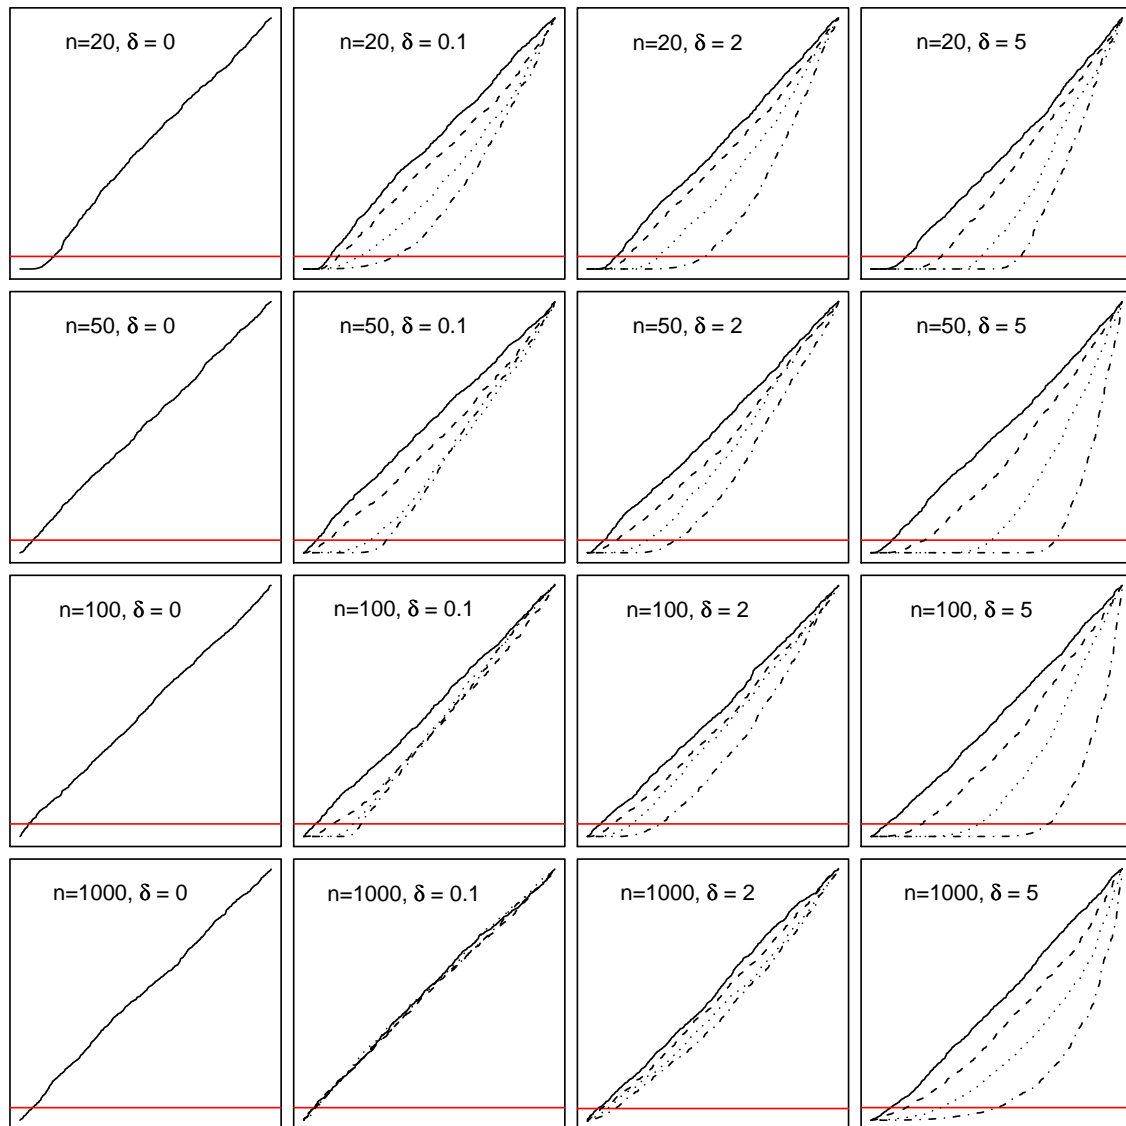 n=20, δ = 0
n=20, δ = 0.1
n=20, δ = 2
n=20, δ = 5
n=50, δ = 0
n=50, δ = 0.1
n=50, δ = 2
n=50, δ = 5
n=100, δ = 0
n=100, δ = 0.1
n=100, δ = 2
n=100, δ = 5
n=1000, δ = 0
n=1000, δ = 0.1
n=1000, δ = 2
n=1000, δ = 5